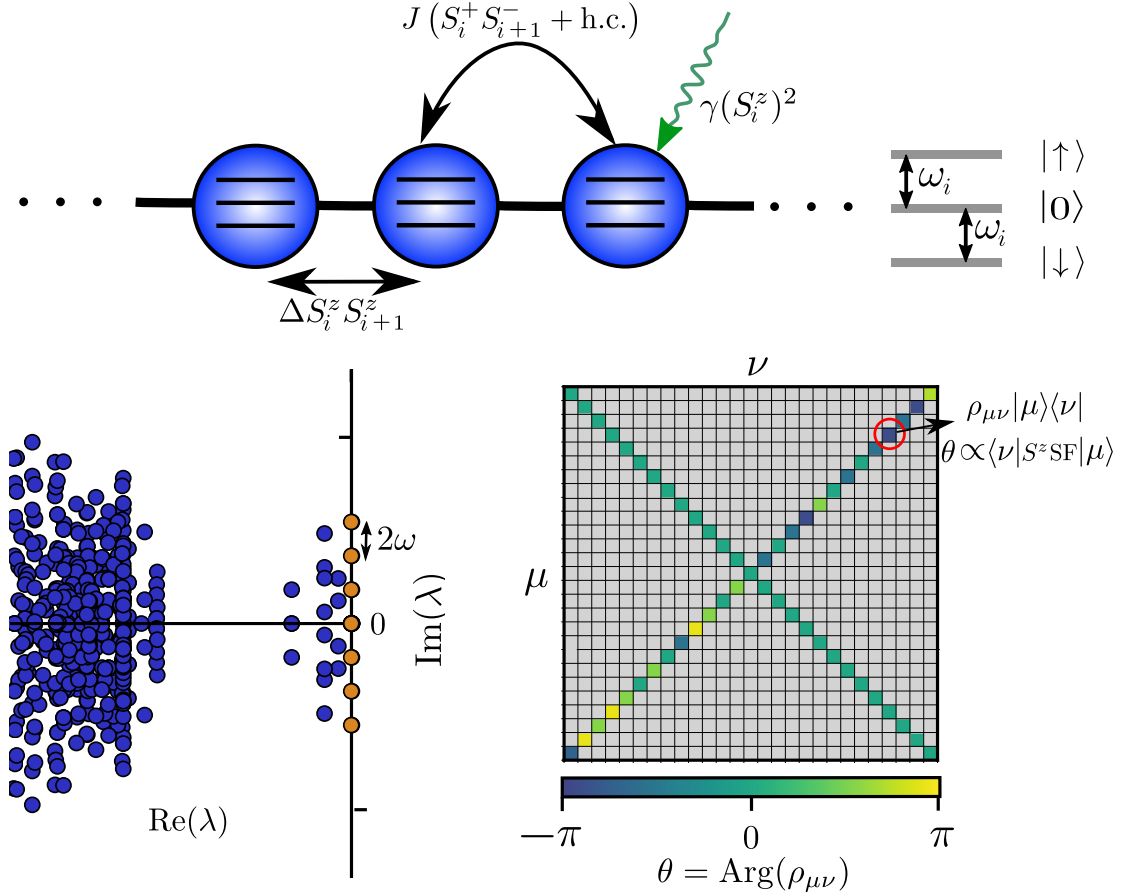 J (S_i^+ S_{i+1}^- + h.c.)
γ(S_i^z)^2
|↑⟩
ω_i
|0⟩
ω_i
|↓⟩
ΔS_i^z S_{i+1}^z
ν
ρ_{μν}|μ⟩⟨ν|
θ∝⟨ν|S^z SF|μ⟩
2ω
μ
0
Im(λ)
Re(λ)
−π
0
π
θ = Arg(ρ_{μν})